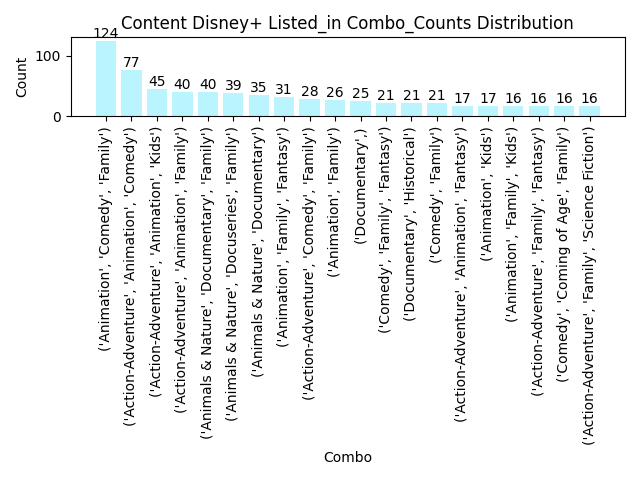 Content Disney+ Listed_in Combo_Counts Distribution
Count
100
0
124
77
45
40
40
39
35
31
28
26
25
21
21
21
17
17
16
16
16
16
('Animation', 'Comedy', 'Family')
('Action-Adventure', 'Animation', 'Comedy')
('Action-Adventure', 'Animation', 'Kids')
('Action-Adventure', 'Animation', 'Family')
('Animals & Nature', 'Documentary', 'Family')
('Animals & Nature', 'Docuseries', 'Family')
('Animals & Nature', 'Documentary')
('Animation', 'Family', 'Fantasy')
('Action-Adventure', 'Comedy', 'Family')
('Animation', 'Family')
('Documentary',)
('Comedy', 'Family', 'Fantasy')
('Documentary', 'Historical')
('Comedy', 'Family')
('Action-Adventure', 'Animation', 'Fantasy')
('Animation', 'Kids')
('Animation', 'Family', 'Kids')
('Action-Adventure', 'Family', 'Fantasy')
('Comedy', 'Coming of Age', 'Family')
('Action-Adventure', 'Family', 'Science Fiction')
Combo